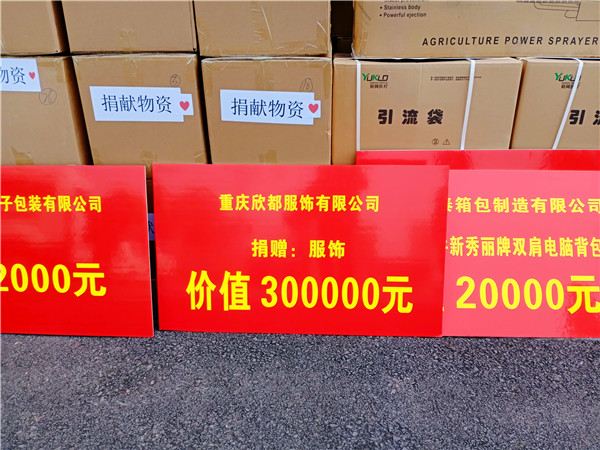 • Stainless body
• Powerful ejection
AGRICULTURE POWER SPRAYER
捐献物资
捐献物资
捐献物资
YUKLD
引流袋
YUKLD
引流
子包装有限公司
2000元
重庆欣都服饰有限公司
捐赠：服饰
价值 300000元
箱包制造有限公司
新秀丽牌双肩电脑背包
20000元